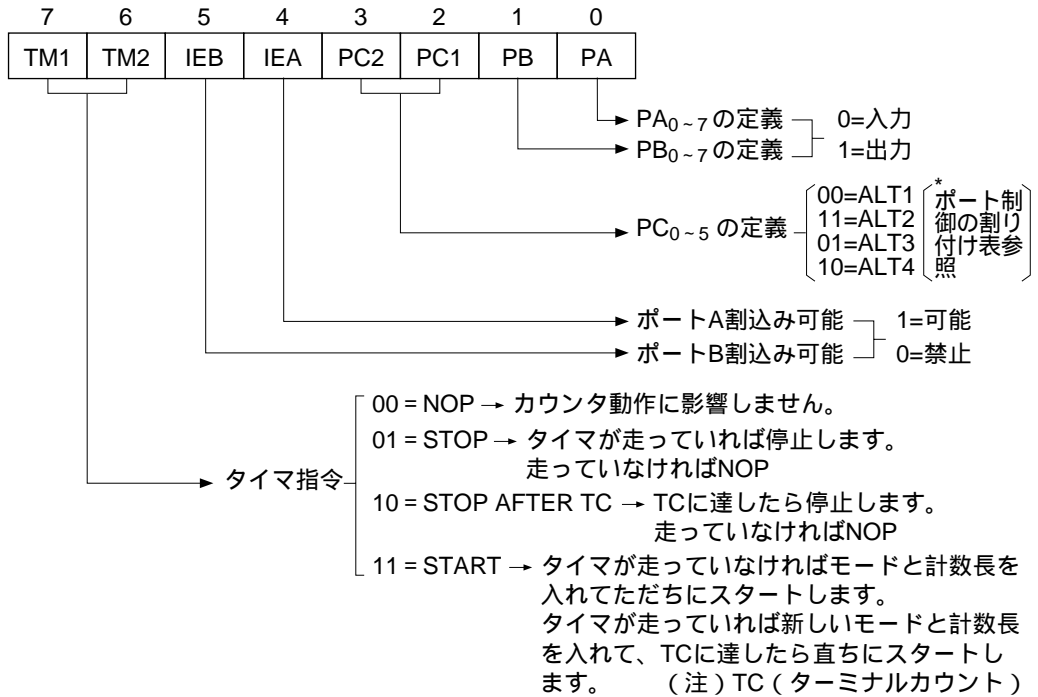 7 6 5 4 3 2 1 0
TM1 TM2 IEB IEA PC2 PC1 PB PA
PA0~7 の定義 0=入力
PB0~7 の定義 1=出力
PC0~5 の定義
00=ALT1
11=ALT2
01=ALT3
10=ALT4
*
ポート制
御の割り
付け表参
照
ポートA割込み可能 1=可能
ポートB割込み可能 0=禁止
タイマ指令
00 = NOP → カウンタ動作に影響しません。
01 = STOP → タイマが走っていれば停止します。
走っていなければNOP
10 = STOP AFTER TC → TCに達したら停止します。
走っていなければNOP
11 = START → タイマが走っていなければモードと計数長を
入れてただちにスタートします。
タイマが走っていれば新しいモードと計数長
を入れて、TCに達したら直ちにスタートし
ます。 （注）TC（ターミナルカウント）